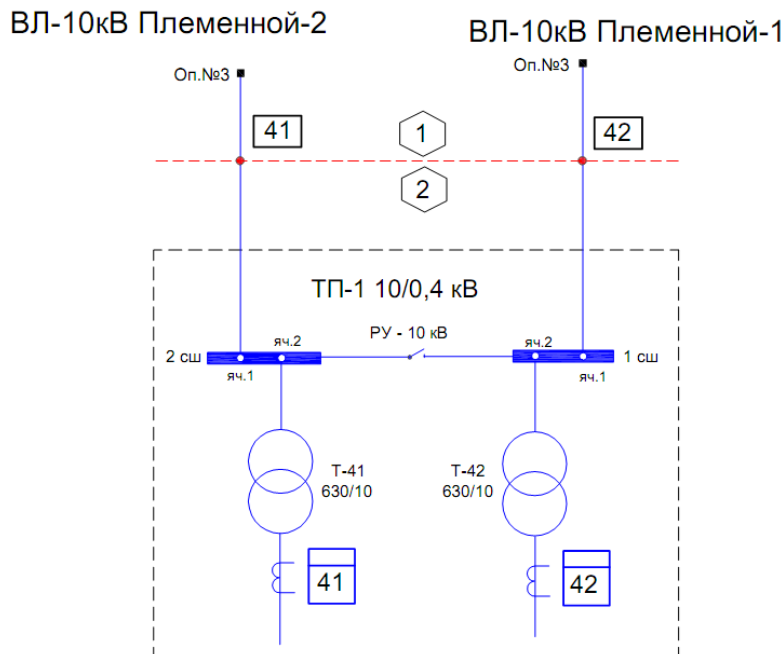 ВЛ-10кВ Племенной-2
ВЛ-10кВ Племенной-1
Оп.№3
Оп.№3
41
1
42
2
ТП-1 10/0,4 кВ
РУ - 10 кВ
2 сш
яч.2
яч.2
1 сш
яч.1
яч.1
Т-41
630/10
Т-42
630/10
41
42